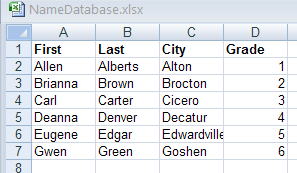 NameDatabase.xlsx
A B C D
1 First Last City Grade
2 Allen Alberts Alton 1
3 Brianna Brown Brocton 2
4 Carl Carter Cicero 3
5 Deanna Denver Decatur 4
6 Eugene Edgar Edwardville 5
7 Gwen Green Goshen 6
8